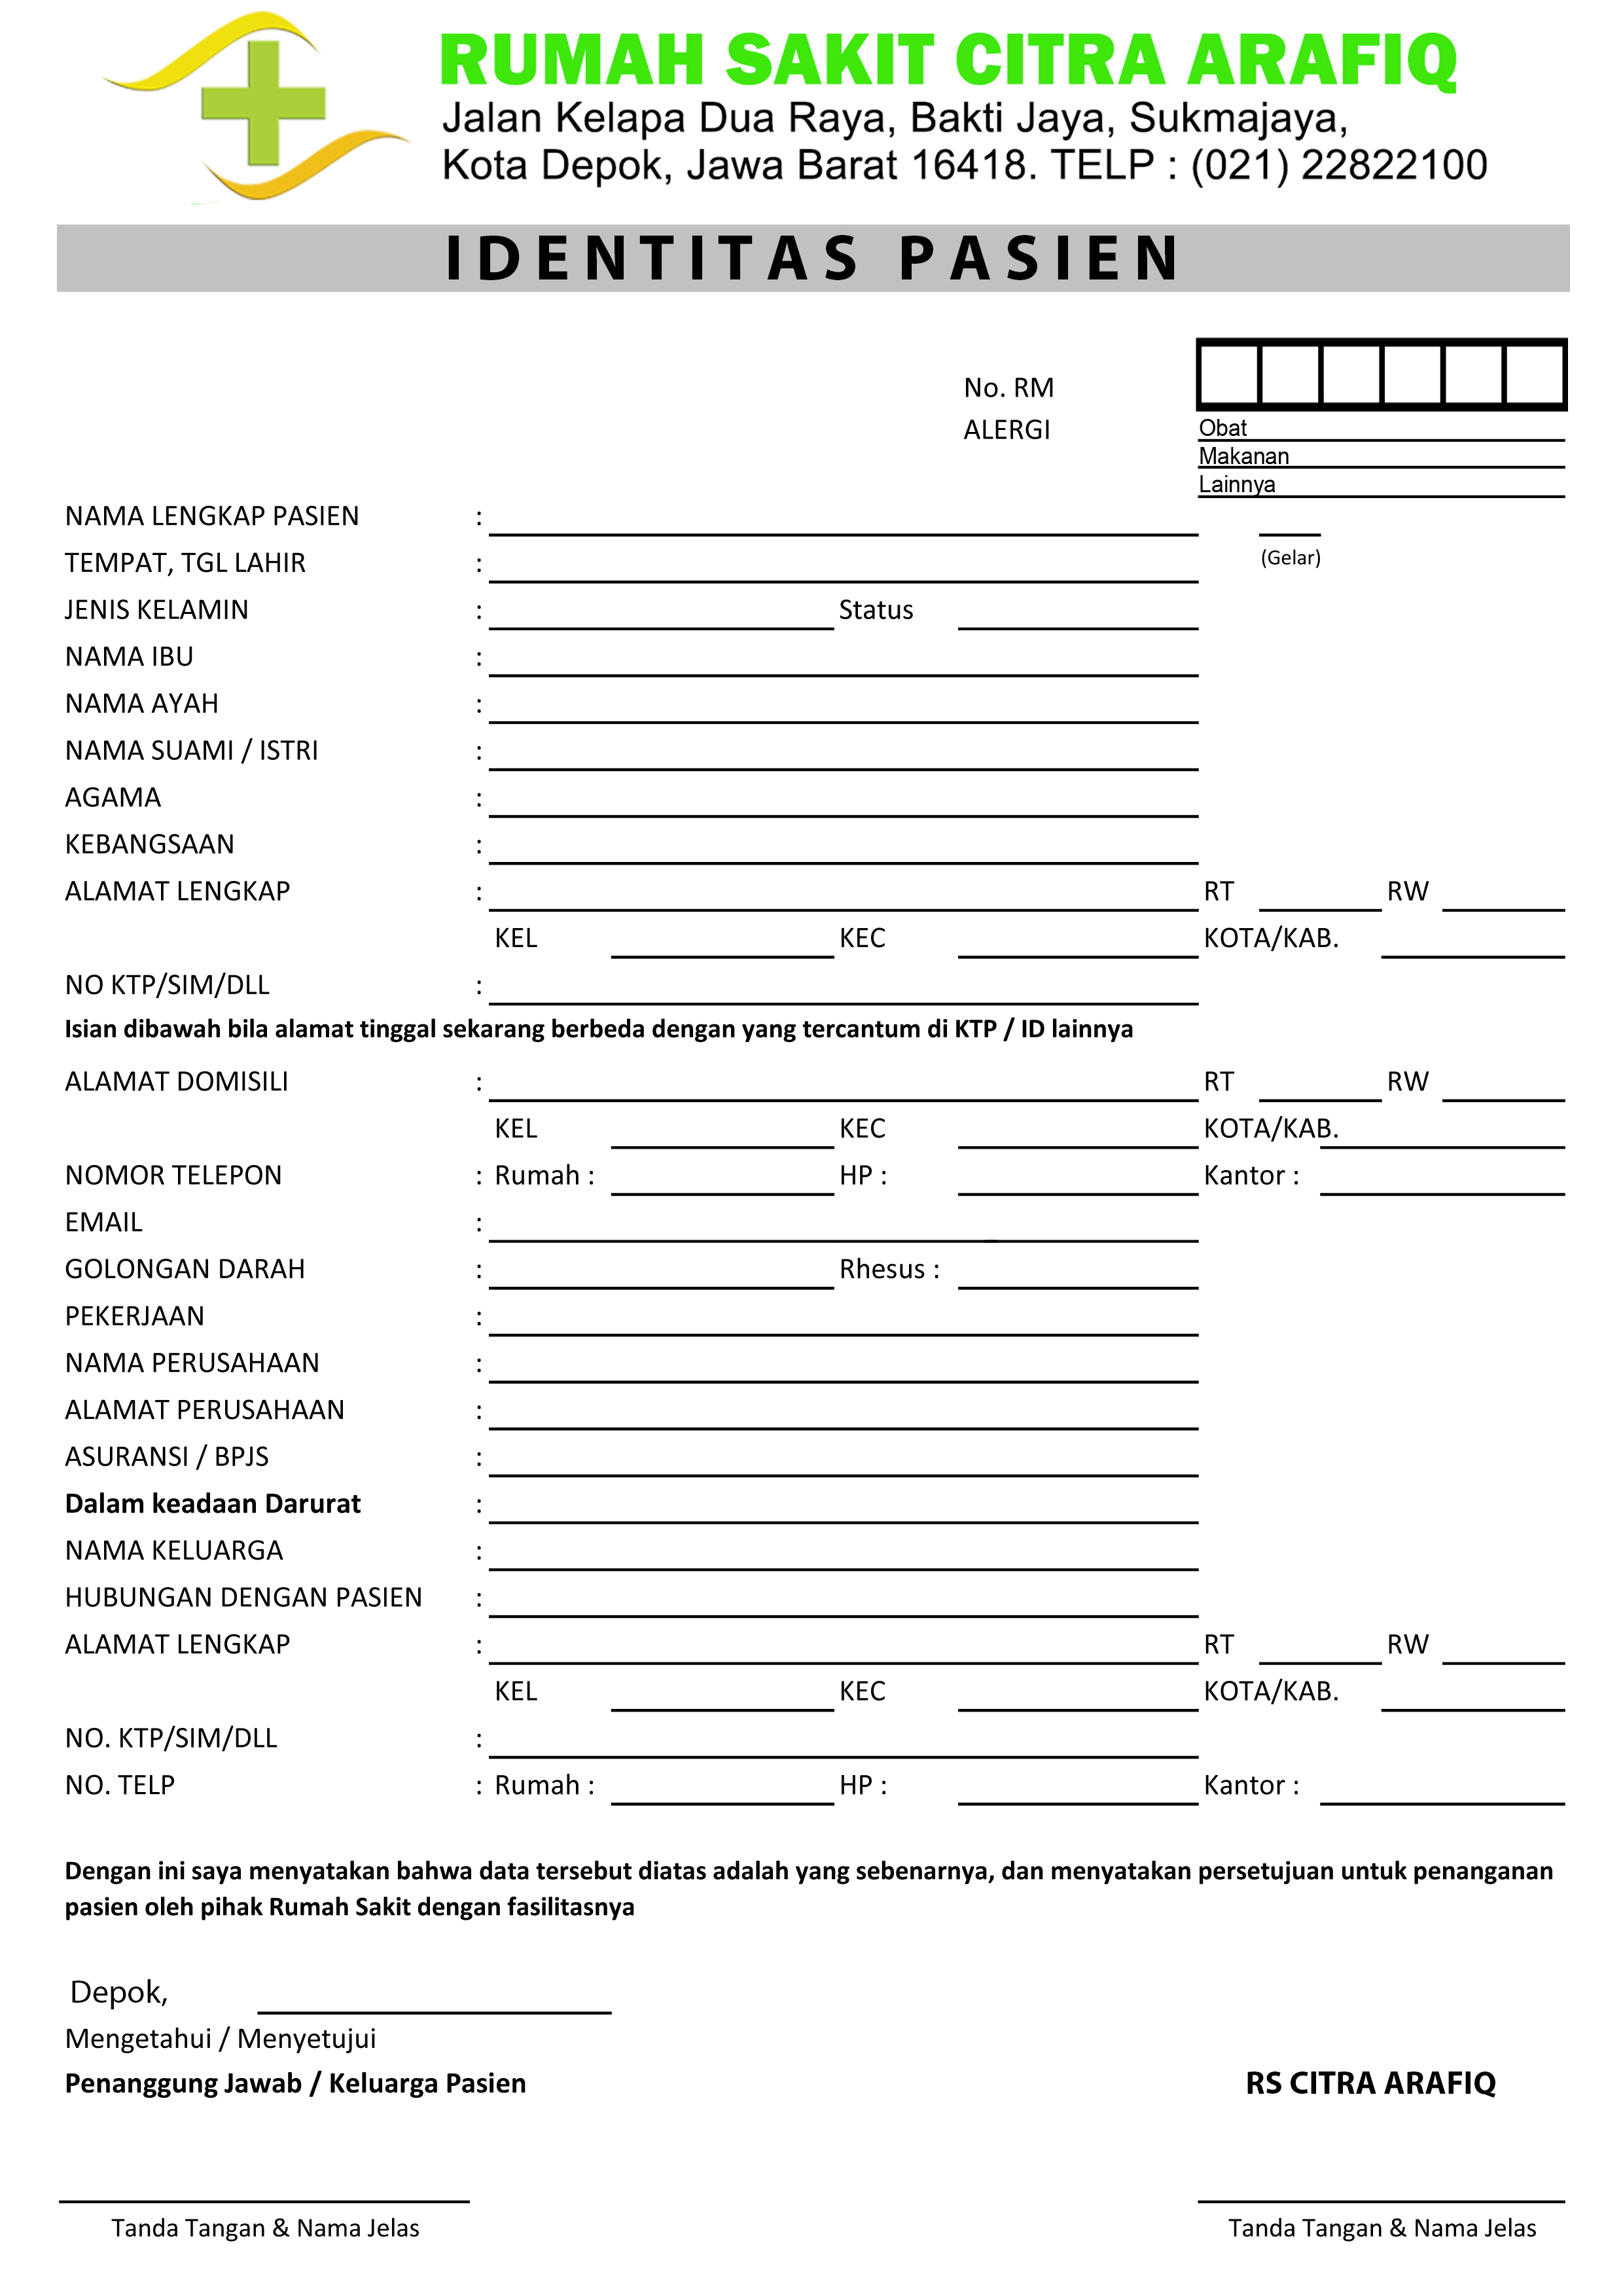 RUMAH SAKIT CITRA ARAFIQ
Jalan Kelapa Dua Raya, Bakti Jaya, Sukmajaya,
Kota Depok, Jawa Barat 16418. TELP : (021) 22822100
IDENTITAS PASIEN
No. RM
ALERGI
Obat
Makanan
Lainnya
NAMA LENGKAP PASIEN :
(Gelar)
TEMPAT, TGL LAHIR :
JENIS KELAMIN : Status
NAMA IBU :
NAMA AYAH :
NAMA SUAMI / ISTRI :
AGAMA :
KEBANGSAAN :
ALAMAT LENGKAP : RT RW
KEL KEC KOTA/KAB.
NO KTP/SIM/DLL :
Isian dibawah bila alamat tinggal sekarang berbeda dengan yang tercantum di KTP / ID lainnya
ALAMAT DOMISILI : RT RW
KEL KEC KOTA/KAB.
NOMOR TELEPON : Rumah : HP : Kantor :
EMAIL :
GOLONGAN DARAH : Rhesus :
PEKERJAAN :
NAMA PERUSAHAAN :
ALAMAT PERUSAHAAN :
ASURANSI / BPJS :
Dalam keadaan Darurat :
NAMA KELUARGA :
HUBUNGAN DENGAN PASIEN :
ALAMAT LENGKAP : RT RW
KEL KEC KOTA/KAB.
NO. KTP/SIM/DLL :
NO. TELP : Rumah : HP : Kantor :
Dengan ini saya menyatakan bahwa data tersebut diatas adalah yang sebenarnya, dan menyatakan persetujuan untuk penanganan
pasien oleh pihak Rumah Sakit dengan fasilitasnya
Depok,
Mengetahui / Menyetujui
Penanggung Jawab / Keluarga Pasien RS CITRA ARAFIQ
Tanda Tangan & Nama Jelas Tanda Tangan & Nama Jelas